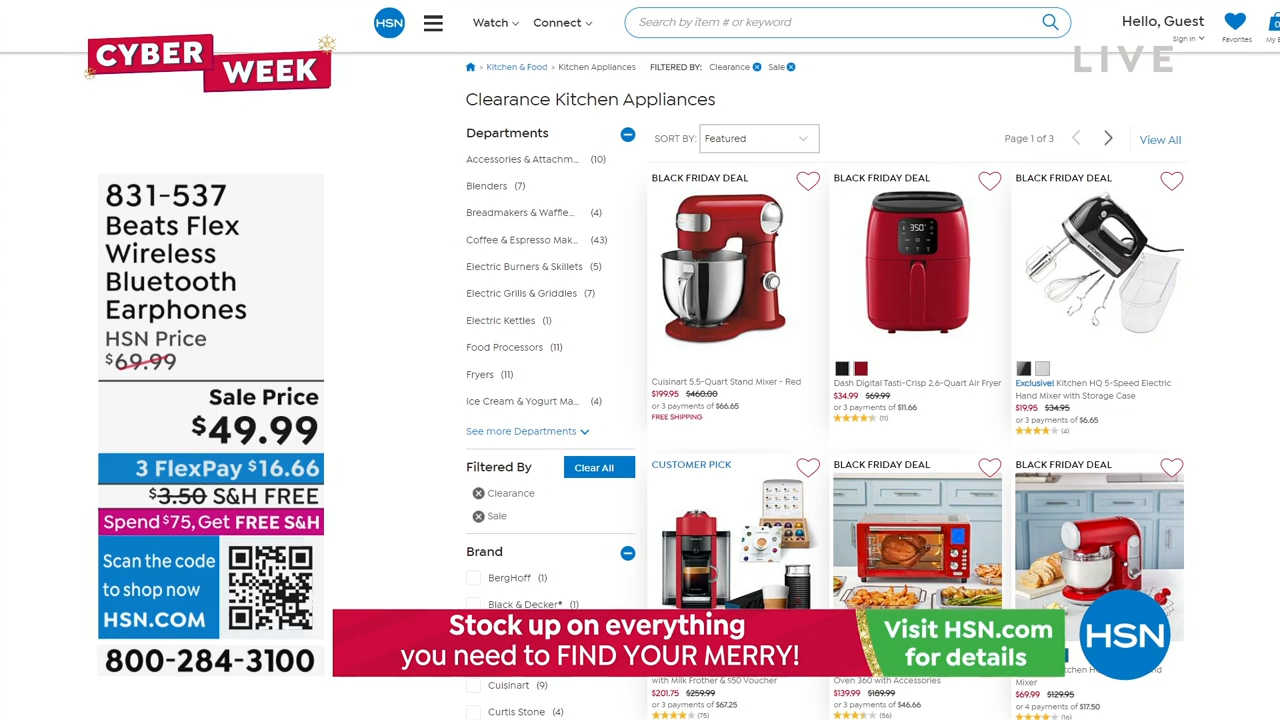 HSN
Watch
Connect
Search by item # or keyword
Hello, Guest
Sign In
Favorites
0
CYBER
WEEK
LIVE
> Kitchen & Food > Kitchen Appliances
FILTERED BY: Clearance Sale
Clearance Kitchen Appliances
831-537
Beats Flex
Wireless
Bluetooth
Earphones
HSN Price
$69.99
Sale Price
$49.99
3 FlexPay $16.66
$3.50 S&H FREE
Spend $75, Get FREE S&H
Scan the code
to shop now
HSN.COM
800-284-3100
Departments
Accessories & Attachm... (10)
Blenders (7)
Breadmakers & Waffle... (4)
Coffee & Espresso Mak... (43)
Electric Burners & Skillets (5)
Electric Grills & Griddles (7)
Electric Kettles (1)
Food Processors (11)
Fryers (11)
Ice Cream & Yogurt Ma... (4)
See more Departments
Filtered By
Clear All
Clearance
Sale
Brand
BergHoff (1)
Black & Decker® (1)
Cuisinart (9)
Curtis Stone (4)
SORT BY: Featured
Page 1 of 3
View All
BLACK FRIDAY DEAL
Cuisinart 5.5-Quart Stand Mixer - Red
$199.95 $460.00
or 3 payments of $66.65
FREE SHIPPING
BLACK FRIDAY DEAL
350°
Dash Digital Tasti-Crisp 2.6-Quart Air Fryer
$34.99 $69.99
or 3 payments of $11.66
(11)
BLACK FRIDAY DEAL
Exclusive! Kitchen HQ 5-Speed Electric
Hand Mixer with Storage Case
$19.95 $34.95
or 3 payments of $6.65
(4)
CUSTOMER PICK
with Milk Frother & $50 Voucher
$201.75 $259.99
or 3 payments of $67.25
(75)
BLACK FRIDAY DEAL
Oven 360 with Accessories
$139.99 $189.99
or 3 payments of $46.66
(56)
BLACK FRIDAY DEAL
Mixer
$69.99 $129.95
or 4 payments of $17.50
(16)
Stock up on everything
you need to FIND YOUR MERRY!
Visit HSN.com
for details
HSN